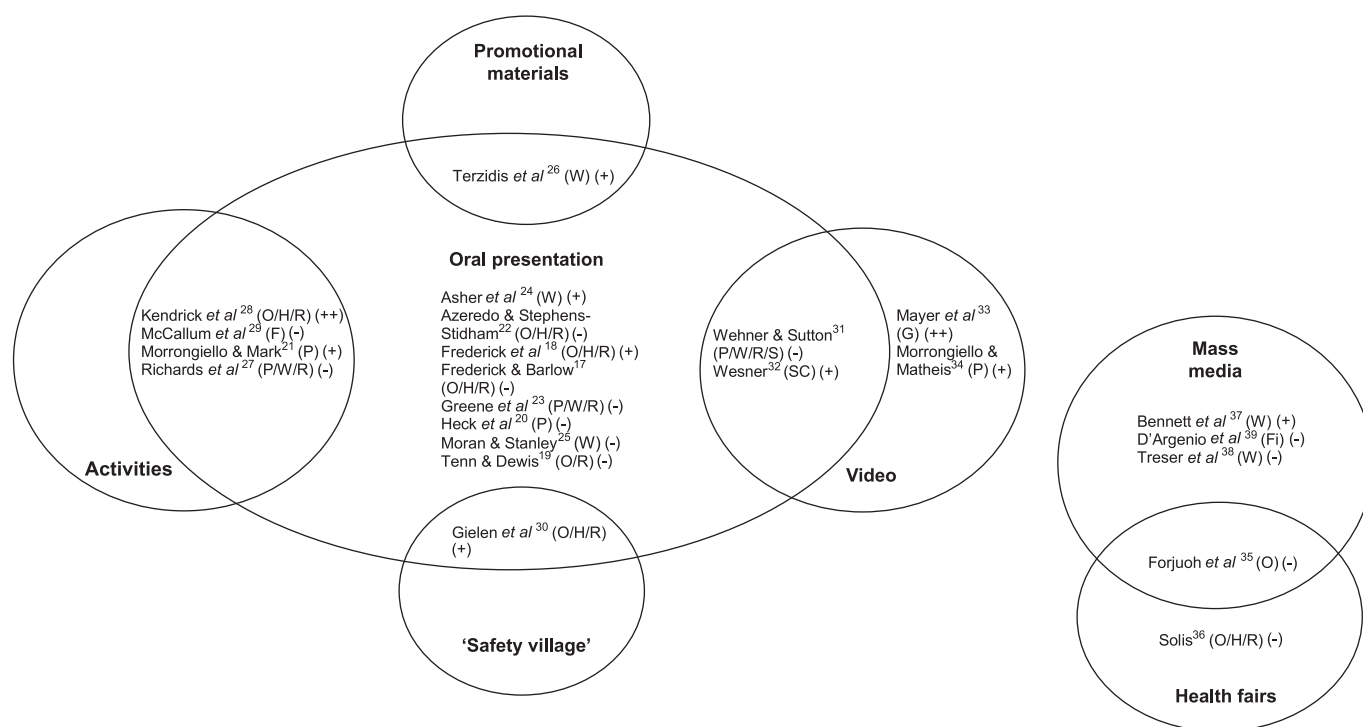 Promotional
materials
Terzidis et al 26 (W) (+)
Oral presentation
Asher et al 24 (W) (+)
Azeredo & Stephens-
Stidham22 (O/H/R) (-)
Frederick et al 18 (O/H/R) (+)
Frederick & Barlow17
(O/H/R) (-)
Greene et al 23 (P/W/R) (-)
Heck et al 20 (P) (-)
Moran & Stanley25 (W) (-)
Tenn & Dewis19 (O/R) (-)
Kendrick et al 28 (O/H/R) (++)
McCallum et al 29 (F) (-)
Morrongiello & Mark21 (P) (+)
Richards et al 27 (P/W/R) (-)
Activities
Wehner & Sutton31
(P/W/R/S) (-)
Wesner32 (SC) (+)
Mayer et al 33
(G) (++)
Morrongiello &
Matheis34 (P) (+)
Video
Gielen et al 30 (O/H/R)
(+)
'Safety village'
Mass
media
Bennett et al 37 (W) (+)
D'Argenio et al 39 (Fi) (-)
Treser et al 38 (W) (-)
Forjuoh et al 35 (O) (-)
Solis36 (O/H/R) (-)
Health fairs